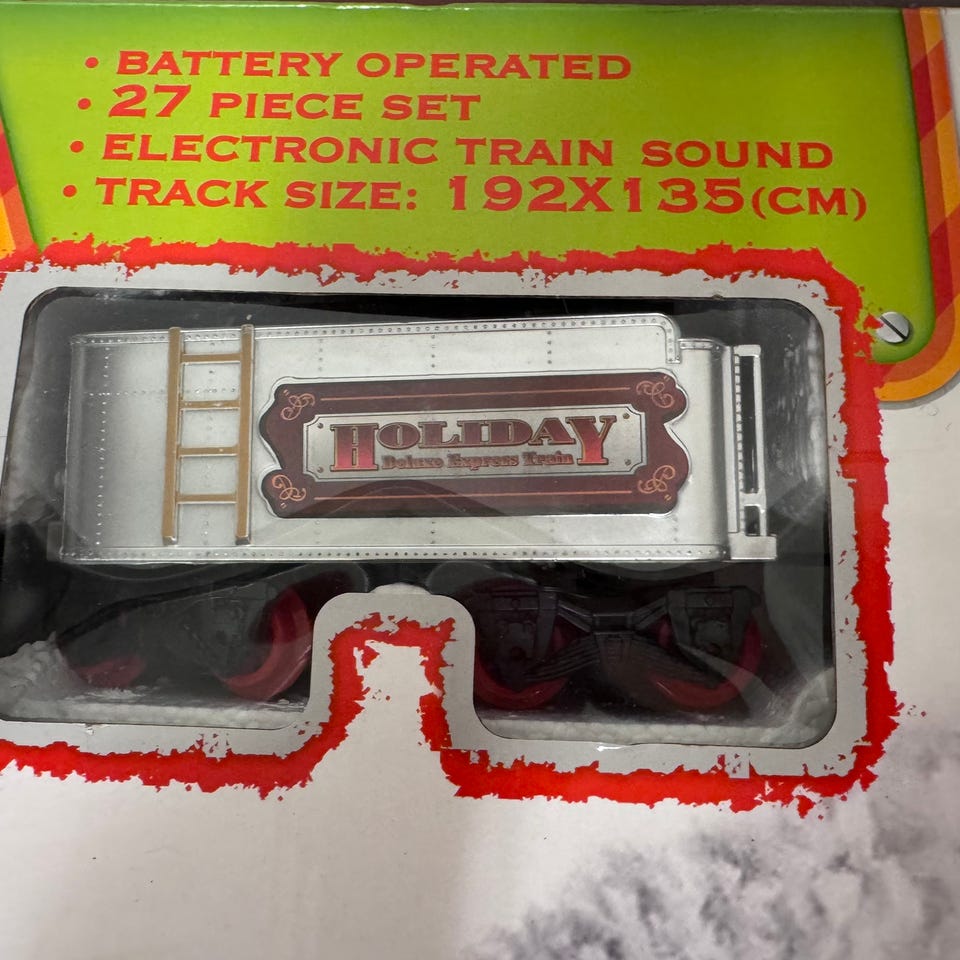 • BATTERY OPERATED
• 27 PIECE SET
• ELECTRONIC TRAIN SOUND
• TRACK SIZE: 192X135(CM)
HOLIDAY
Deluxe Express Train